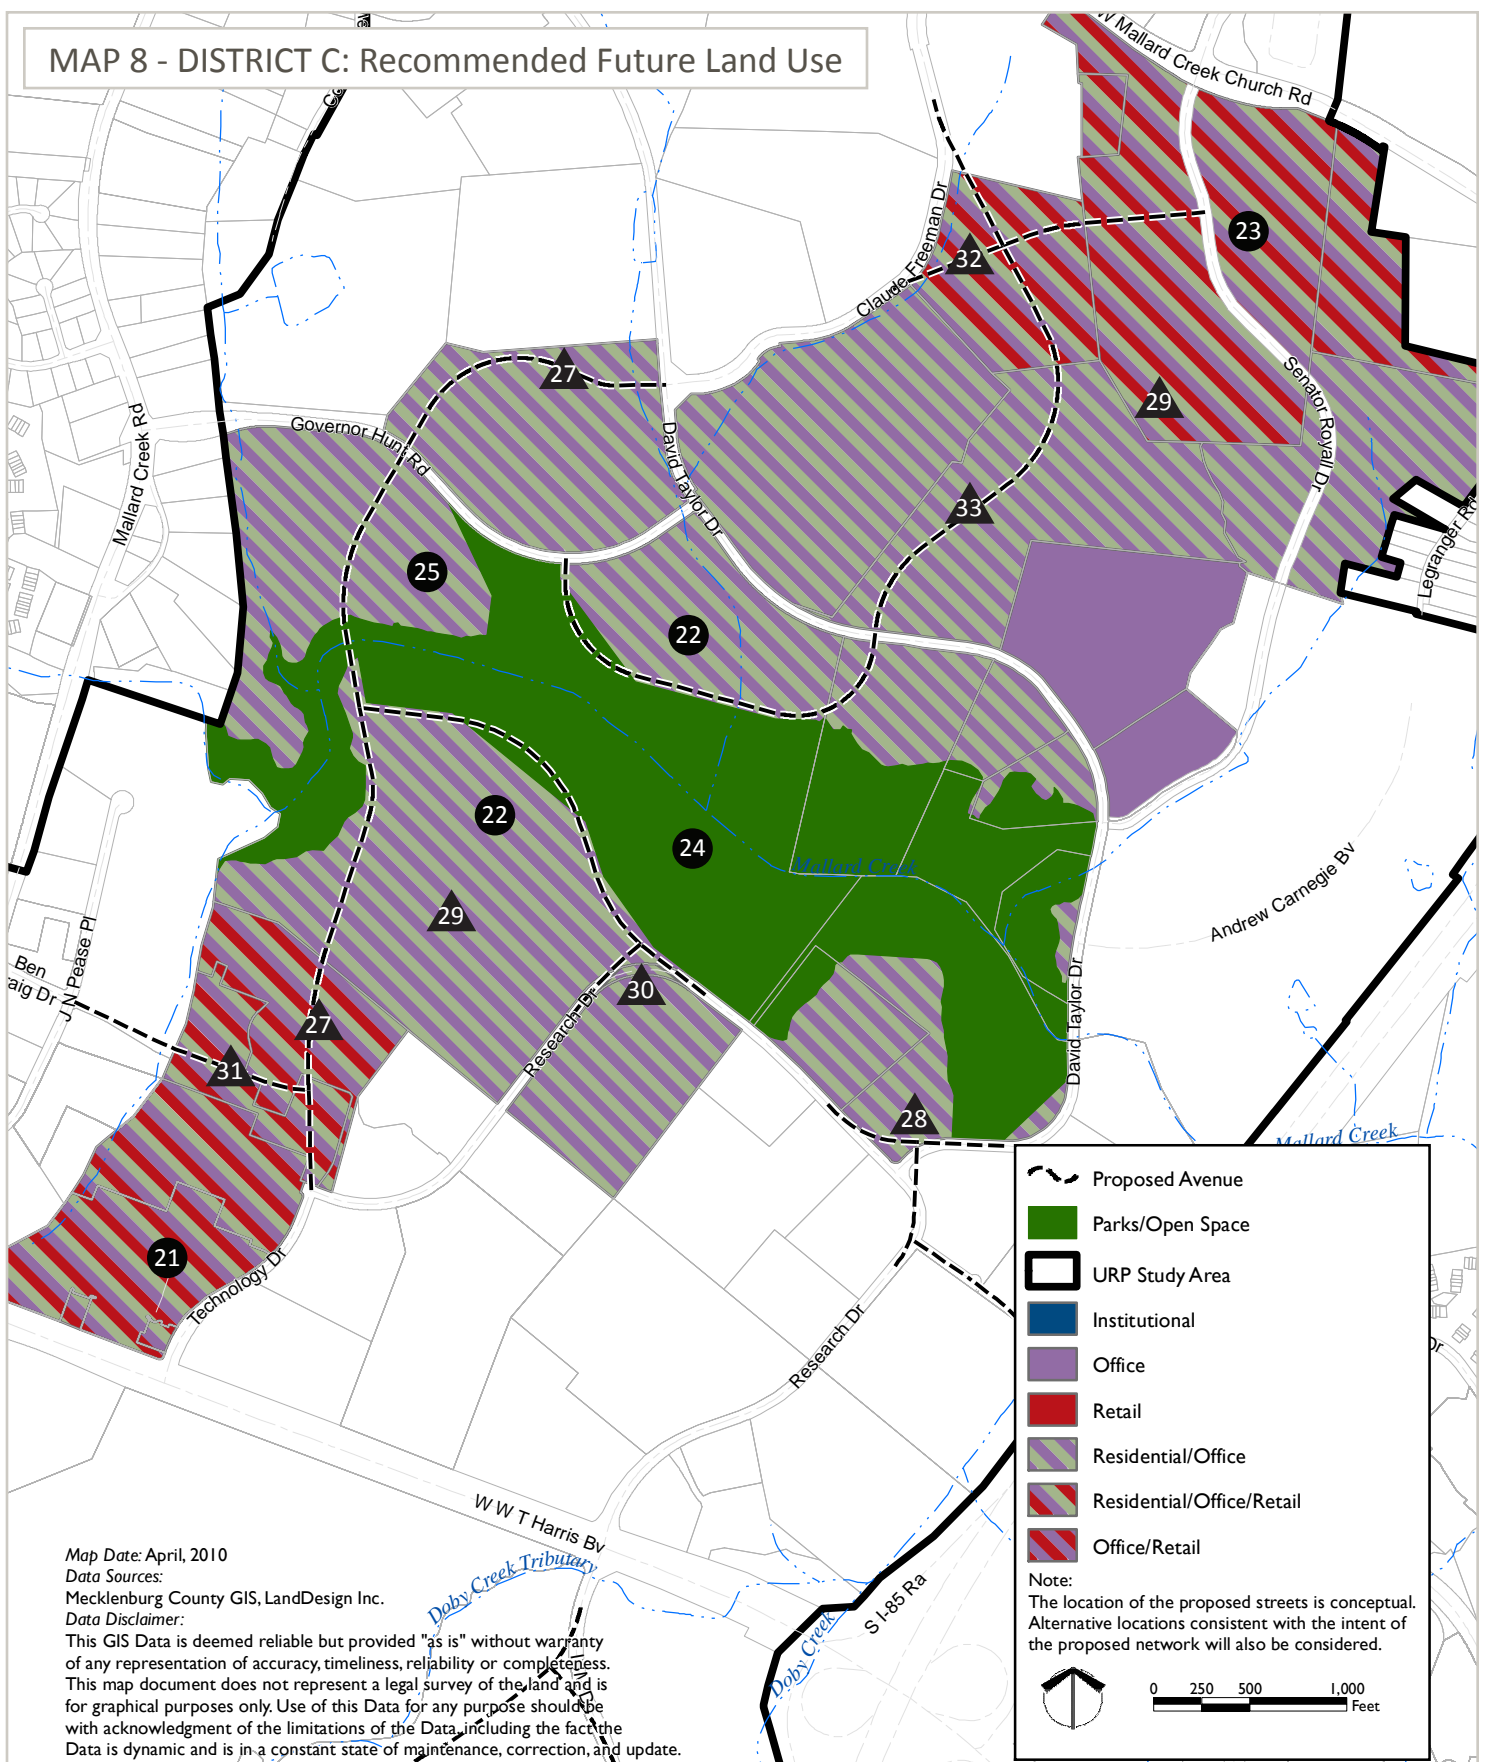 MAP 8 - DISTRICT C: Recommended Future Land Use
W Mallard Creek Church Rd
Claude Freeman Dr
23
32
27
29
Senator Royall Dr
Mallard Creek Rd
Governor Hunt Rd
David Taylor Dr
33
Legranger Rd
25
22
22
24
Mallard Creek
29
Andrew Carnegie Bv
J N Pease Pl
Ben
aig Dr
30
27
Research Dr
David Taylor Dr
31
28
Mallard Creek
21
Technology Dr
Research Dr
Dr
W W T Harris Bv
Doby Creek Tributary
Doby Creek
S I-85 Ra
Proposed Avenue
Parks/Open Space
URP Study Area
Institutional
Office
Retail
Residential/Office
Residential/Office/Retail
Office/Retail
Note:
The location of the proposed streets is conceptual.
Alternative locations consistent with the intent of
the proposed network will also be considered.
0 250 500 1,000
Feet
Map Date: April, 2010
Data Sources:
Mecklenburg County GIS, LandDesign Inc.
Data Disclaimer:
This GIS Data is deemed reliable but provided "as is" without warranty
of any representation of accuracy, timeliness, reliability or completeness.
This map document does not represent a legal survey of the land and is
for graphical purposes only. Use of this Data for any purpose should be
with acknowledgment of the limitations of the Data, including the fact the
Data is dynamic and is in a constant state of maintenance, correction, and update.